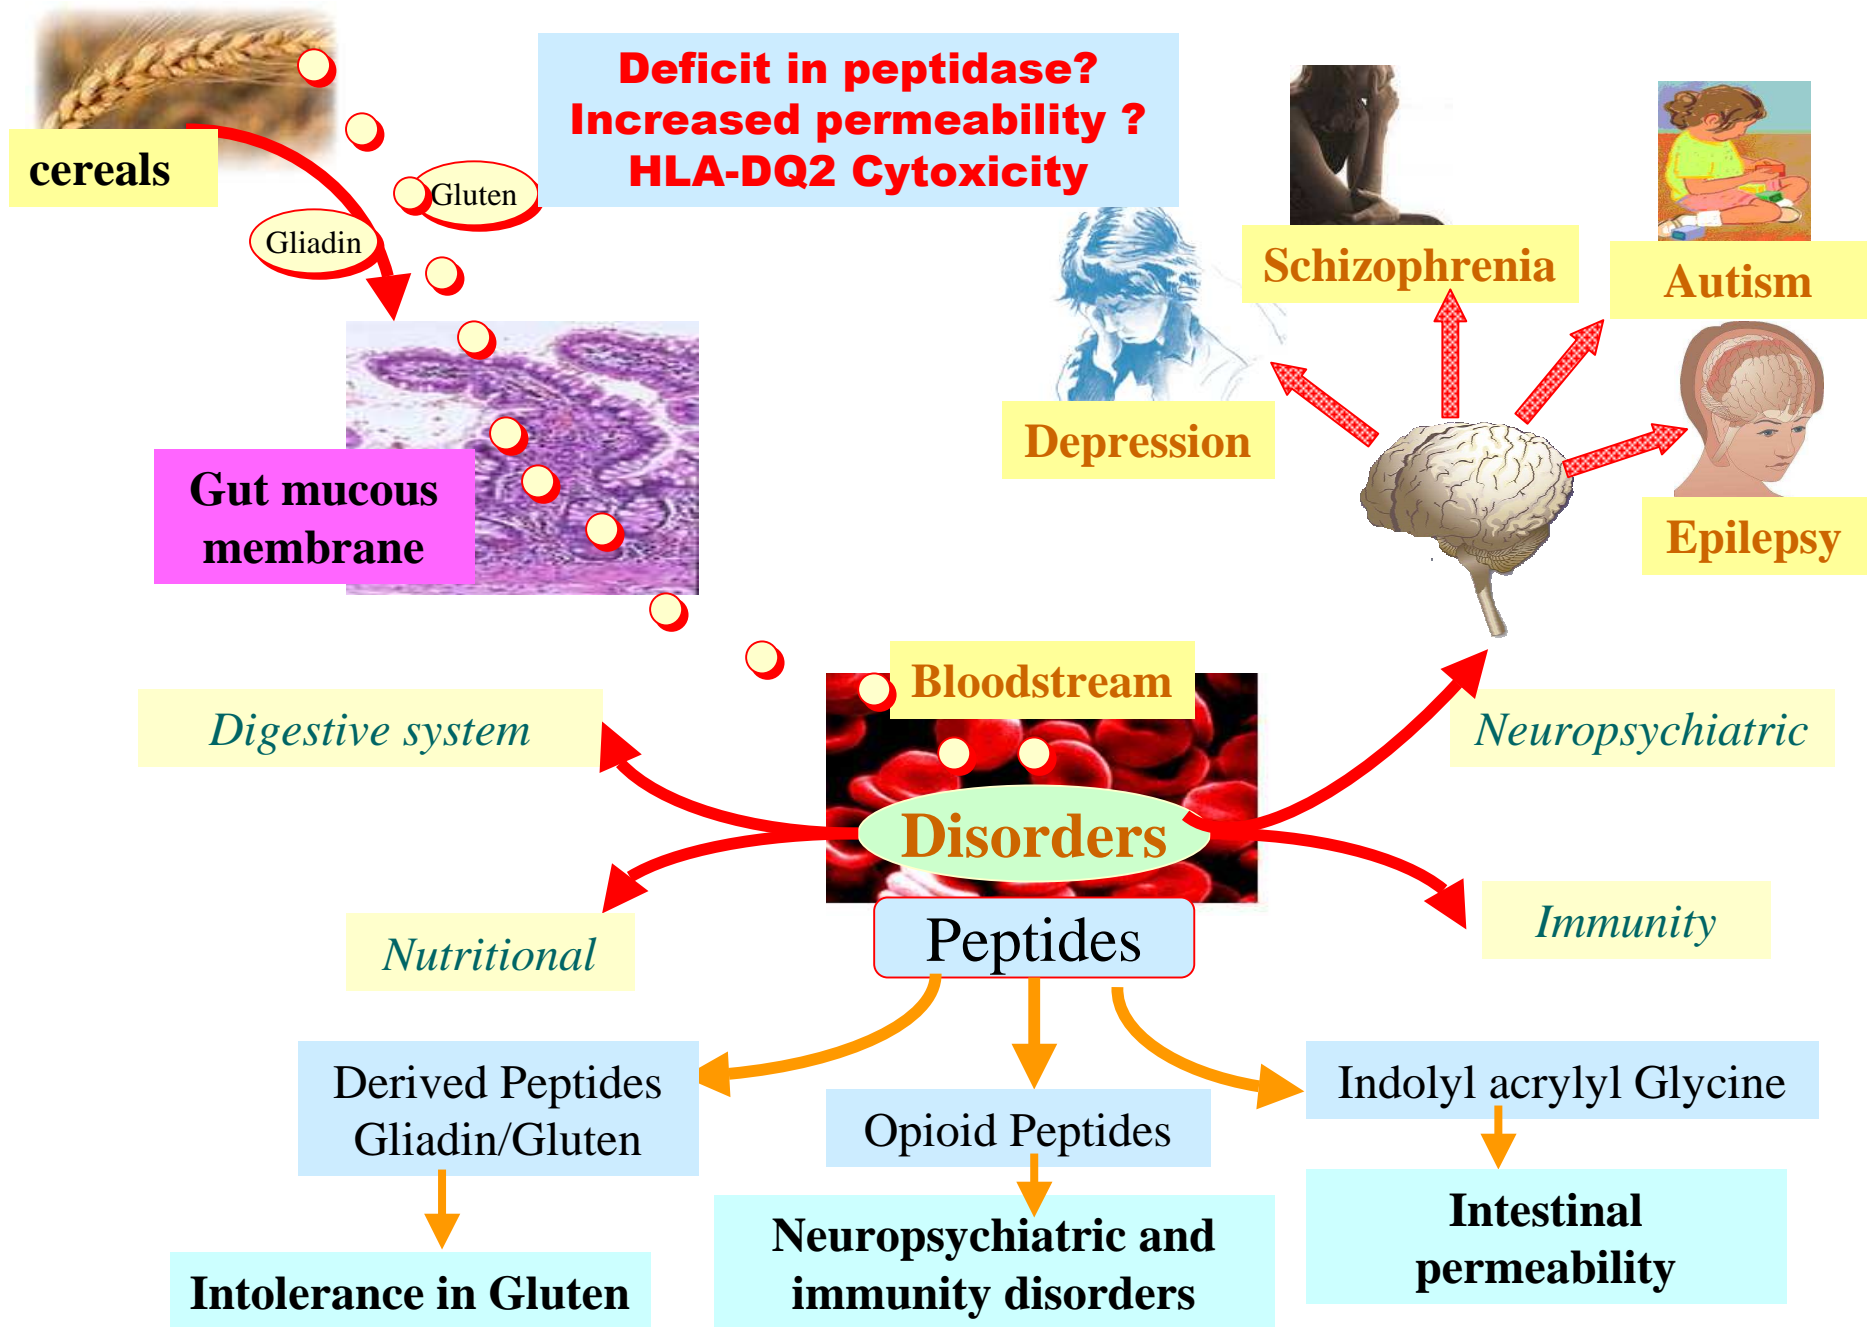 Deficit in peptidase?
Increased permeability ?
HLA-DQ2 Cytoxicity
cereals
Gluten
Gliadin
Schizophrenia
Autism
Depression
Gut mucous
membrane
Epilepsy
Bloodstream
Digestive system
Neuropsychiatric
Disorders
Nutritional
Immunity
Peptides
Derived Peptides
Gliadin/Gluten
Opioid Peptides
Indolyl acrylyl Glycine
Intolerance in Gluten
Neuropsychiatric and
immunity disorders
Intestinal
permeability